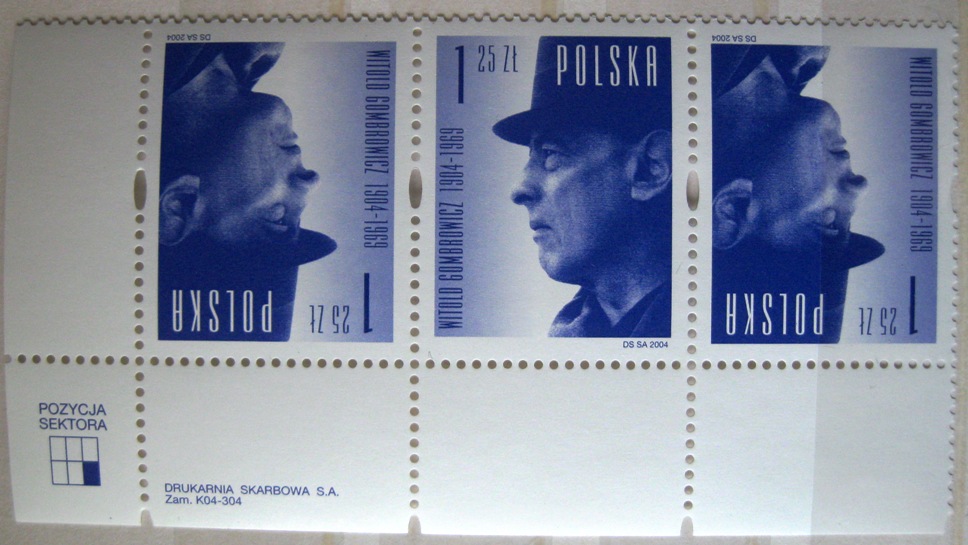 DS SA 2004
WITOLD GOMBROWICZ 1904-1969
1 25 ZŁ
POLSKA
1 25 ZŁ POLSKA
WITOLD GOMBROWICZ 1904-1969
DS SA 2004
DS SA 2004
WITOLD GOMBROWICZ 1904-1969
1 25 ZŁ
POLSKA
POZYCJA
SEKTORA
DRUKARNIA SKARBOWA S.A.
Zam. K04-304